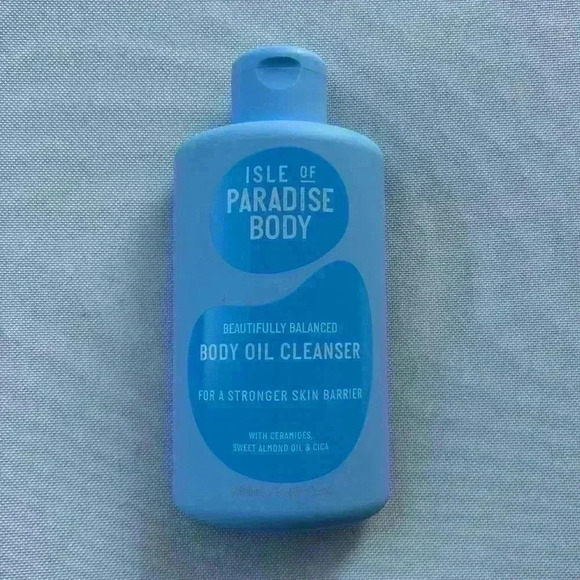 ISLE OF
PARADISE
BODY
BEAUTIFULLY BALANCED
BODY OIL CLEANSER
FOR A STRONGER SKIN BARRIER
WITH CERAMIDES,
SWEET ALMOND OIL & CICA